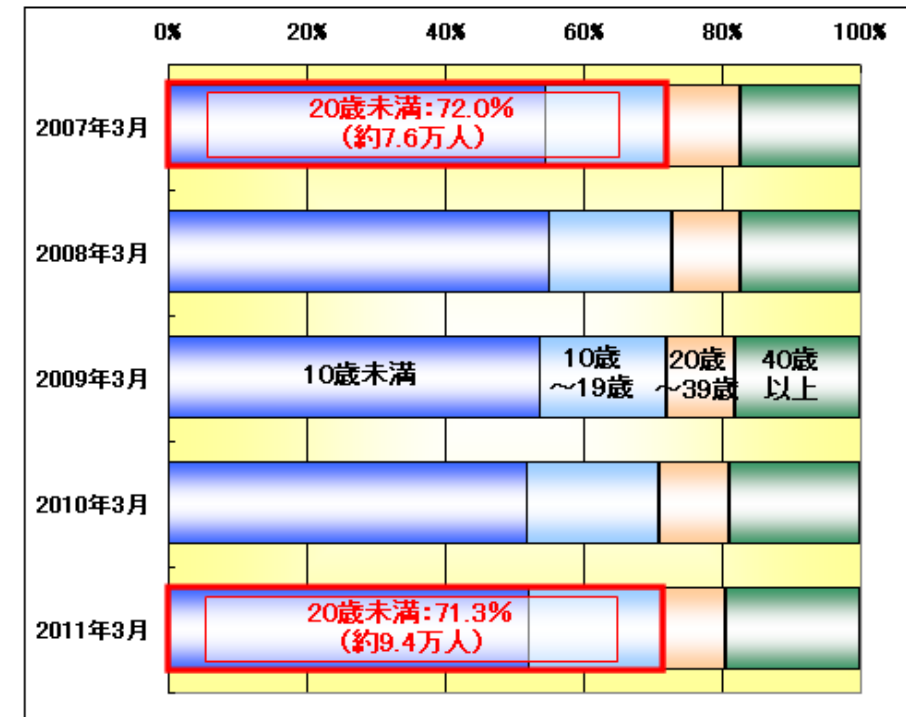 0% 20% 40% 60% 80% 100%
2007年3月
20歳未満:72.0%
(約7.6万人)
2008年3月
2009年3月
10歳未満
10歳
～19歳
20歳
～39歳
40歳
以上
2010年3月
2011年3月
20歳未満:71.3%
(約9.4万人)